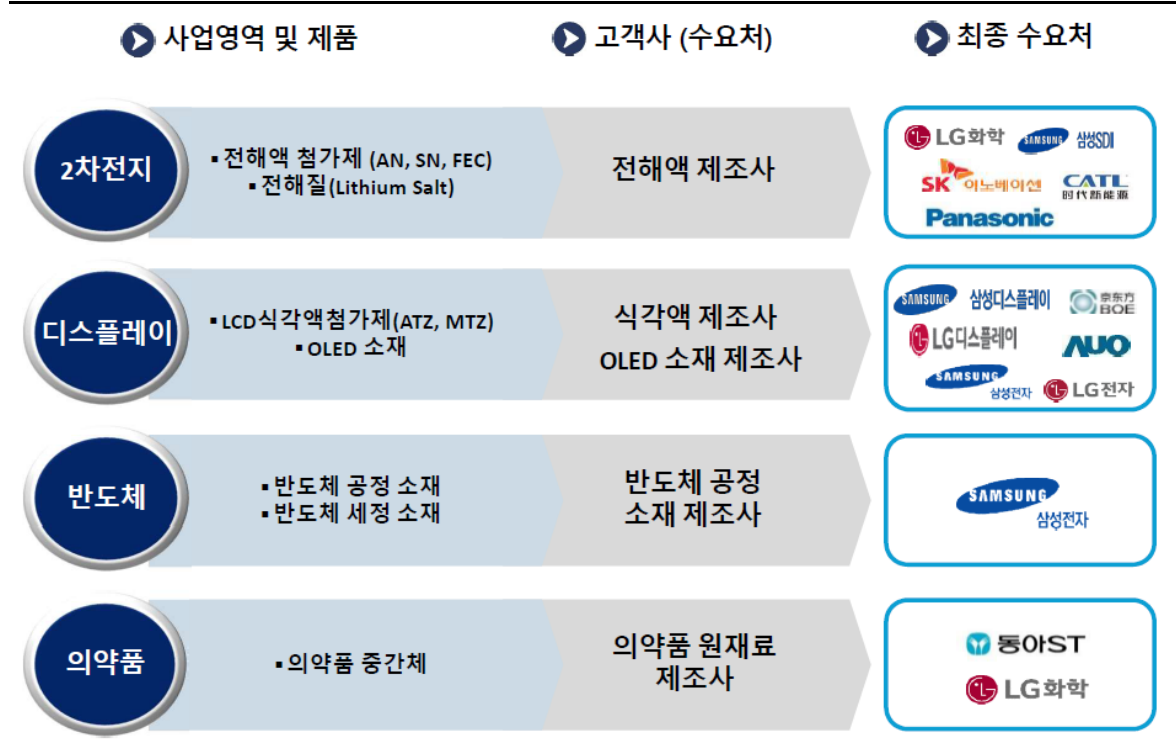 사업영역 및 제품
고객사 (수요처)
최종 수요처
2차전지
▪전해액 첨가제 (AN, SN, FEC)
▪전해질(Lithium Salt)
전해액 제조사
LG화학
SAMSUNG 삼성SDI
SK 이노베이션
CATL
时代新能源
Panasonic
디스플레이
▪LCD식각액첨가제(ATZ, MTZ)
▪OLED 소재
식각액 제조사
OLED 소재 제조사
SAMSUNG 삼성디스플레이
京东方
BOE
LG디스플레이
AUO
SAMSUNG
삼성전자
LG전자
반도체
▪반도체 공정 소재
▪반도체 세정 소재
반도체 공정
소재 제조사
SAMSUNG
삼성전자
의약품
▪의약품 중간체
의약품 원재료
제조사
동아ST
LG화학